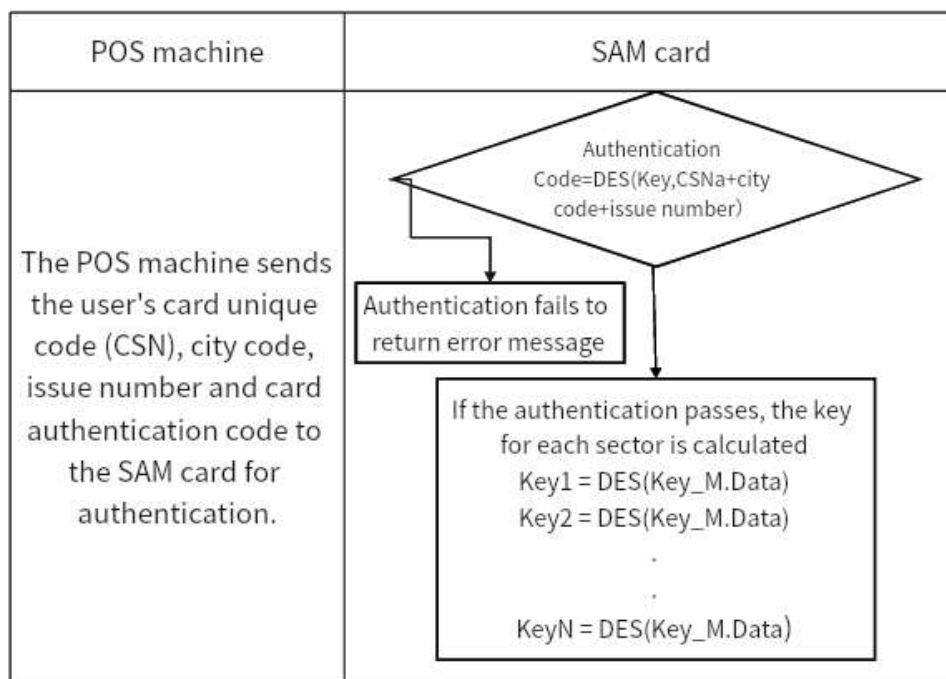 POS machine
SAM card
The POS machine sends
the user's card unique
code (CSN), city code,
issue number and card
authentication code to
the SAM card for
authentication.
Authentication
Code=DES(Key,CSNa+city
code+issue number)
Authentication fails to
return error message
If the authentication passes, the key
for each sector is calculated
Key1 = DES(Key_M.Data)
Key2 = DES(Key_M.Data)
.
.
KeyN = DES(Key_M.Data)